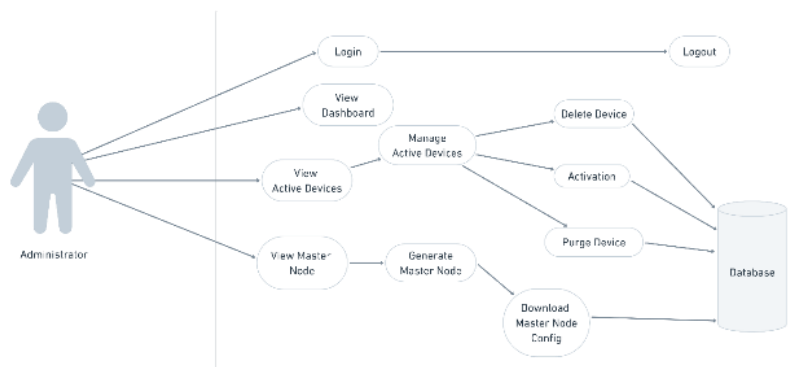 Login
Logout
View
Dashboard
Delete Device
Manage
Active Devices
View
Active Devices
Activation
Purge Device
Administrator
View Master
Node
Generate
Master Node
Database
Download
Master Node
Config